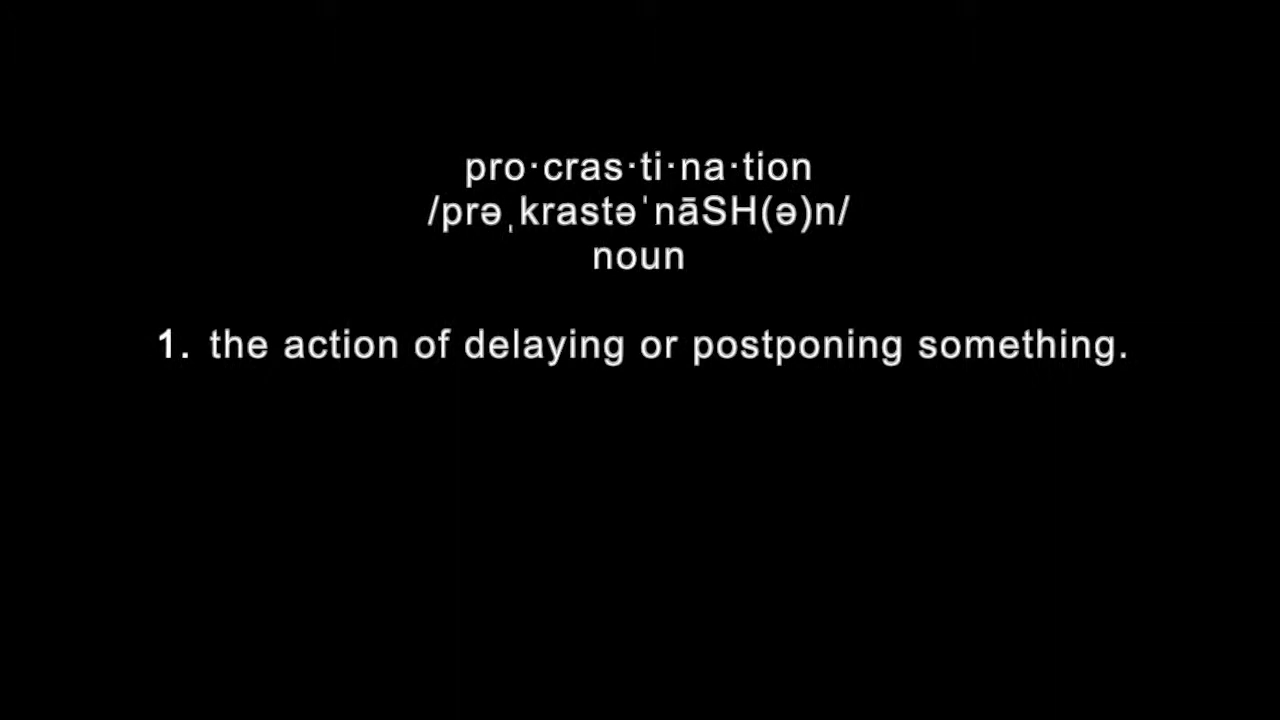 pro·cras·ti·na·tion
/prəˌkrastəˈnāSH(ə)n/
noun
1. the action of delaying or postponing something.